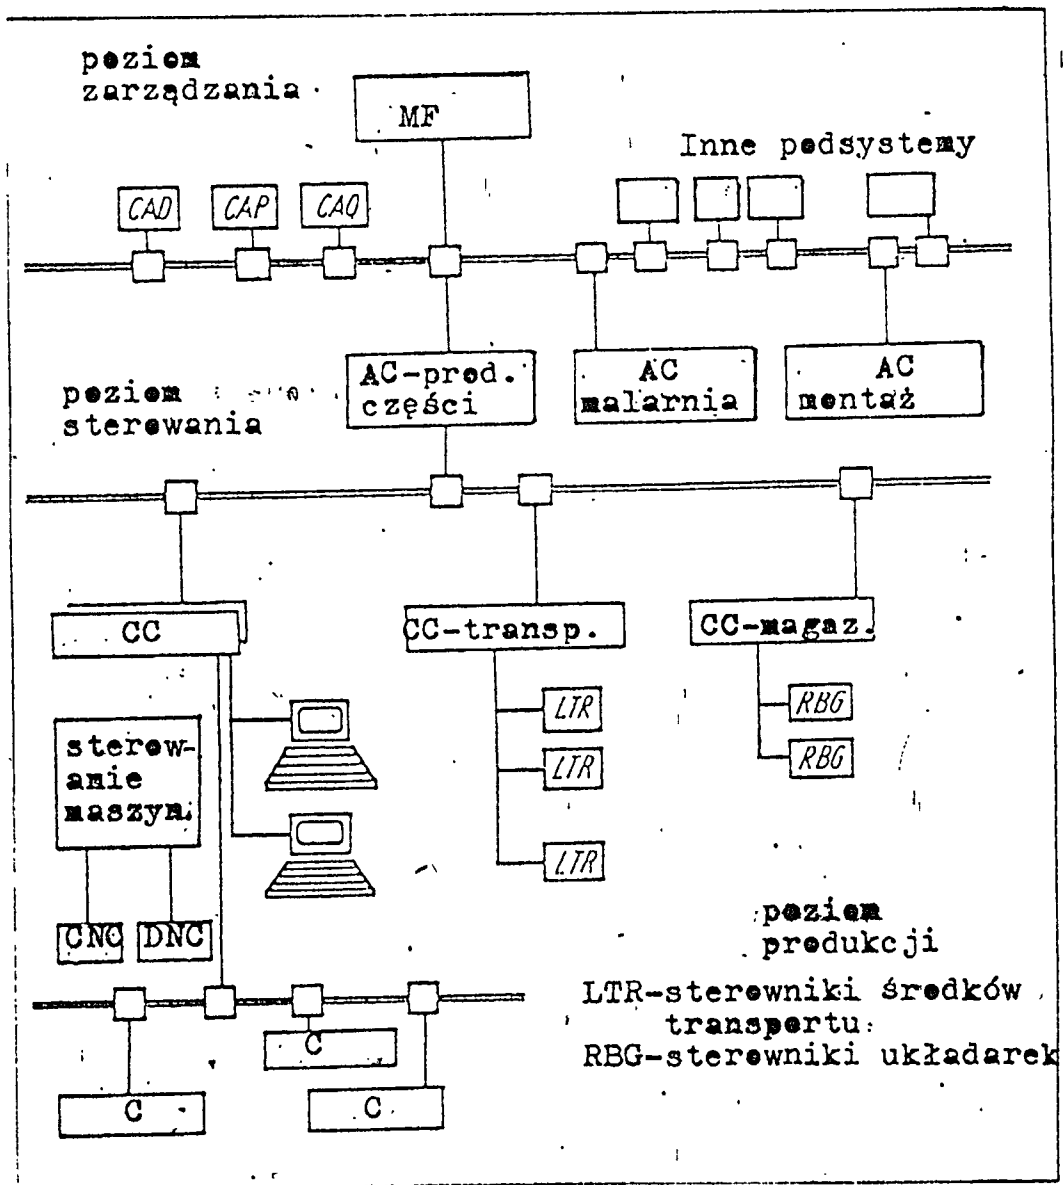 poziom
zarządzania
MF
Inne podsystemy
CAD
CAP
CAQ
AC-prod.
części
AC
malarnia
AC
montaż
poziom
sterowania
CC
CC-transp.
CC-magaz.
LTR
LTR
LTR
RBG
RBG
sterow-
anie
maszyn.
CNC
DNC
poziom
produkcji
LTR-sterowniki środków
transportu
RBG-sterowniki układarek
C
C
C